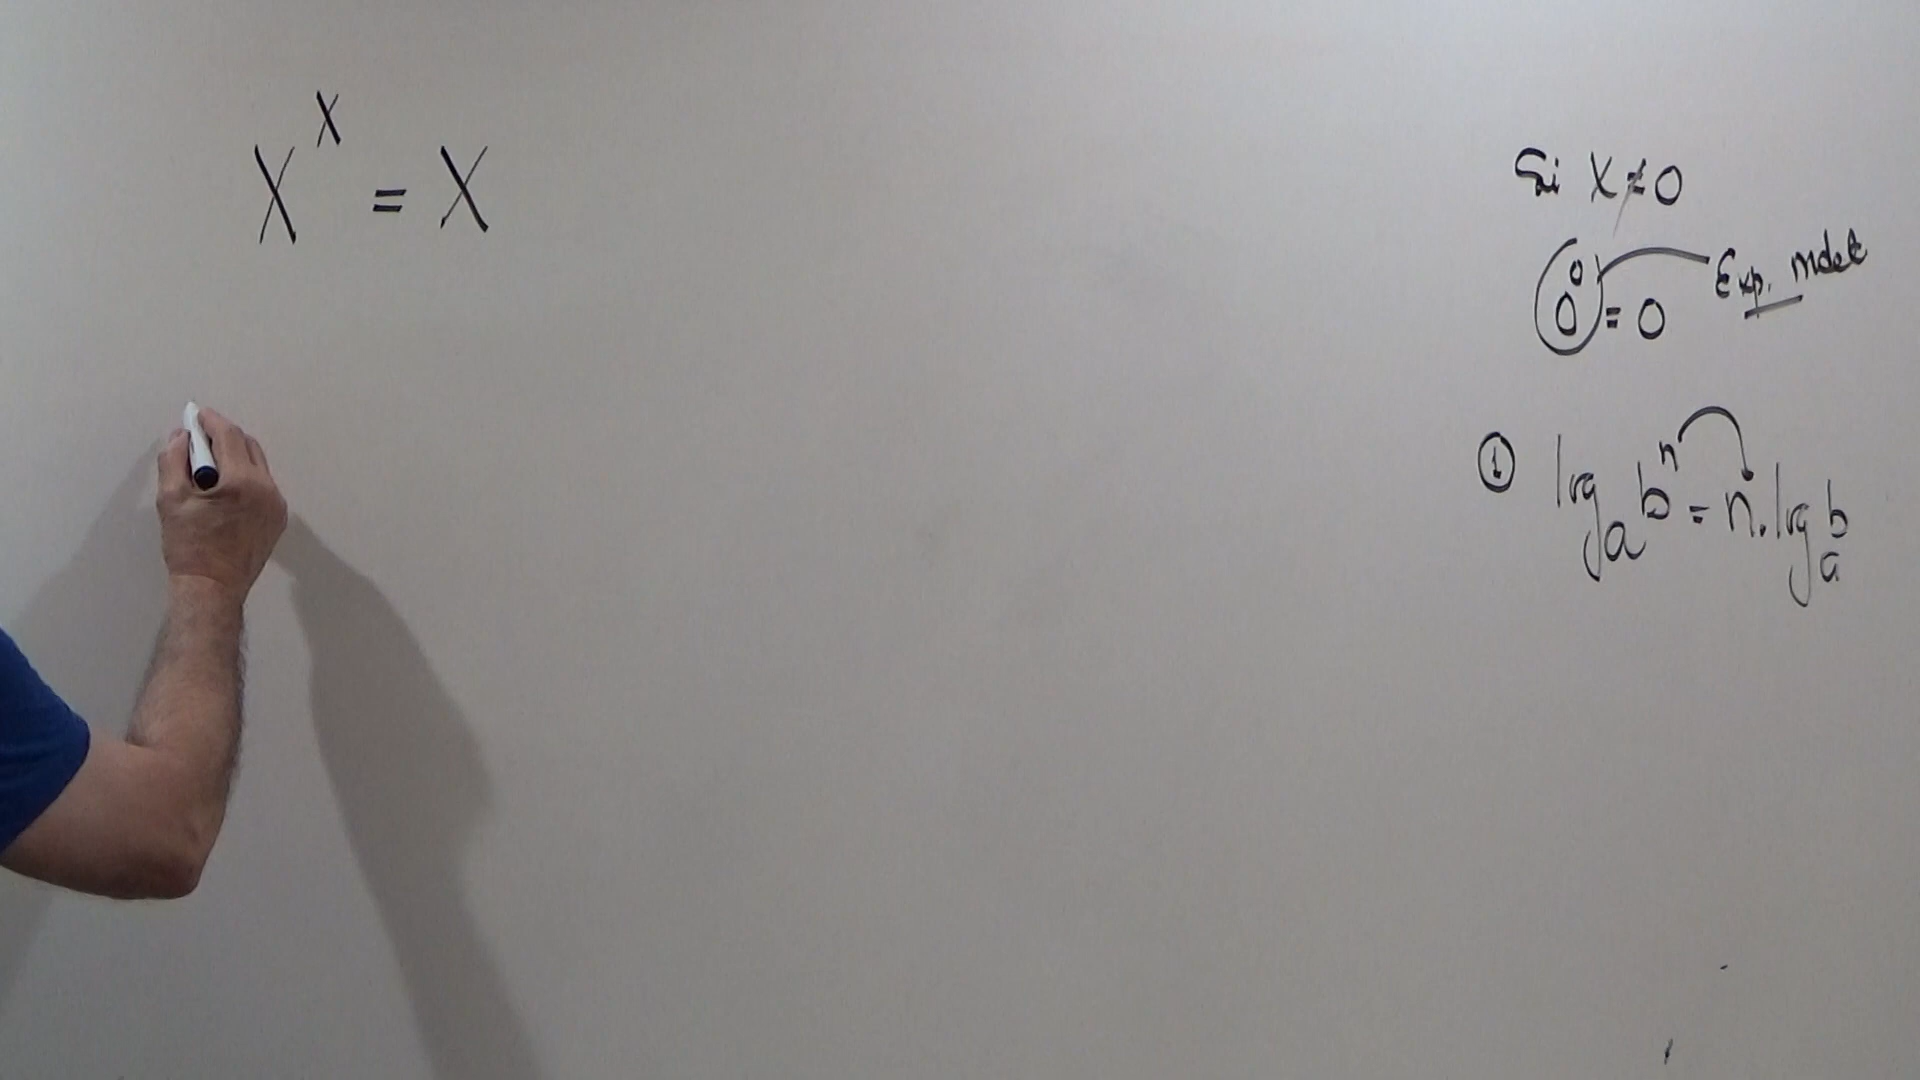 X^X = X
Si X ≠ 0
0^0 = 0 Exp. Indet
① log_a b^n = n . log_a b